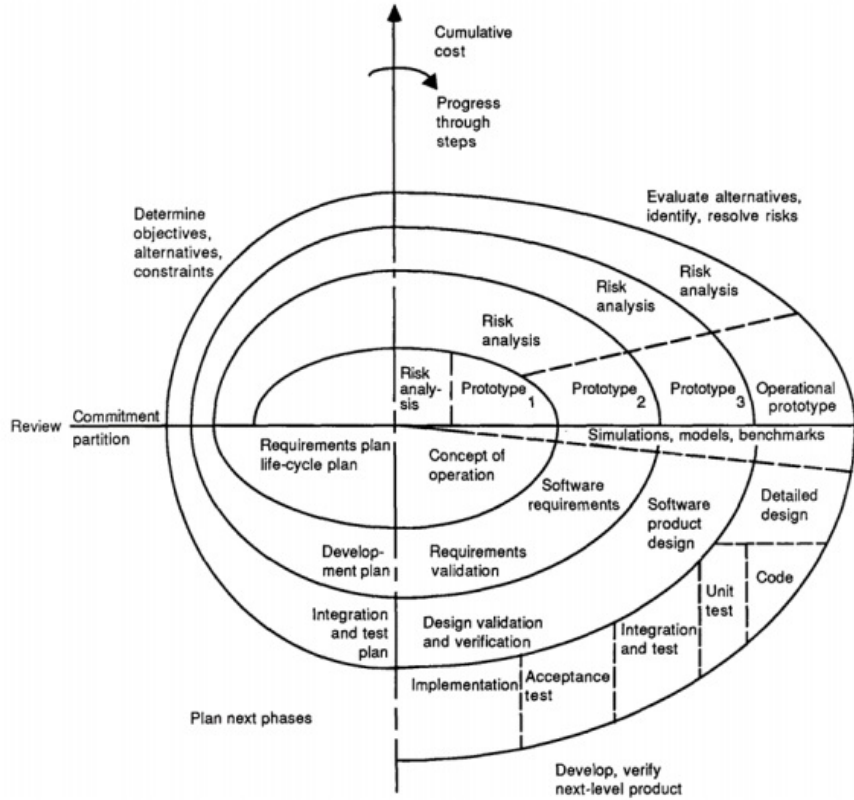 Cumulative
cost
Progress
through
steps
Evaluate alternatives,
identify, resolve risks
Determine
objectives,
alternatives,
constraints
Risk
analysis
Risk
analysis
Risk
analysis
Risk
analy-
sis
Prototype
1
Prototype
2
Prototype
3
Operational
prototype
Review
Commitment
partition
Simulations, models, benchmarks
Requirements plan
life-cycle plan
Concept of
operation
Software
requirements
Software
product
design
Detailed
design
Develop-
ment plan
Requirements
validation
Unit
test
Code
Integration
and test
plan
Design validation
and verification
Integration
and test
Acceptance
test
Implementation
Plan next phases
Develop, verify
next-level product